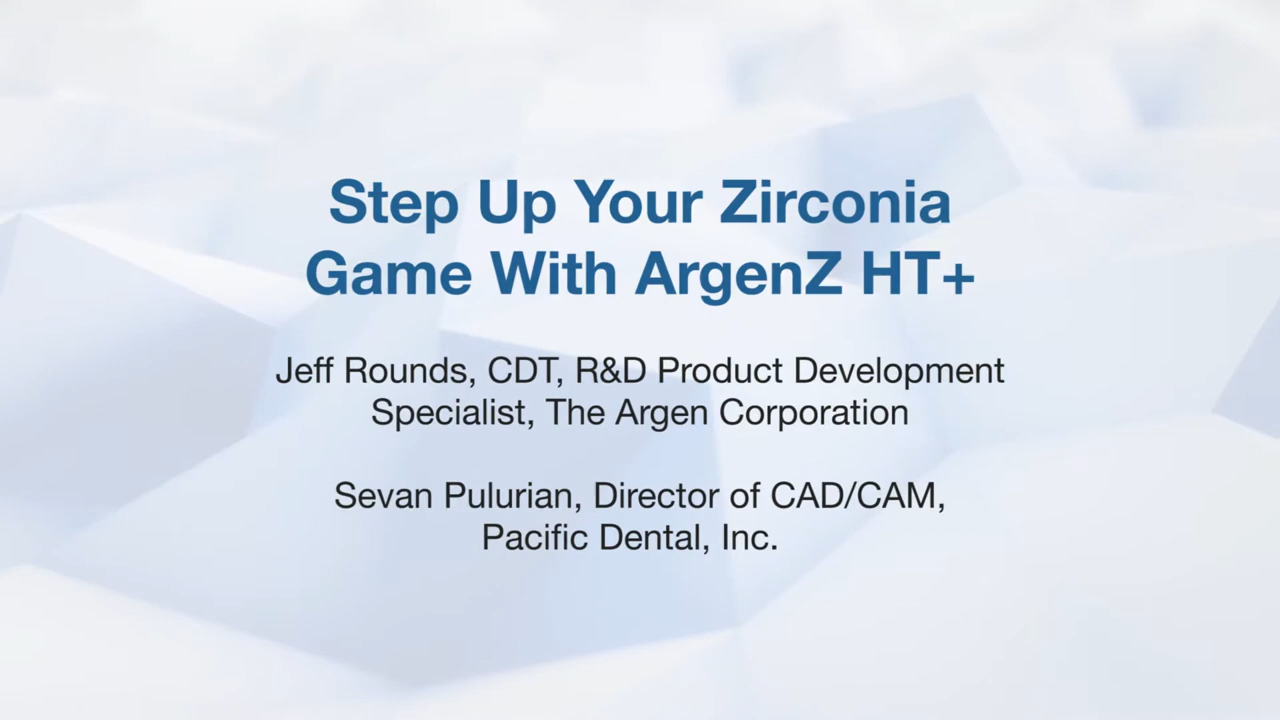 Step Up Your Zirconia
Game With ArgenZ HT+
Jeff Rounds, CDT, R&D Product Development
Specialist, The Argen Corporation
Sevan Pulurian, Director of CAD/CAM,
Pacific Dental, Inc.